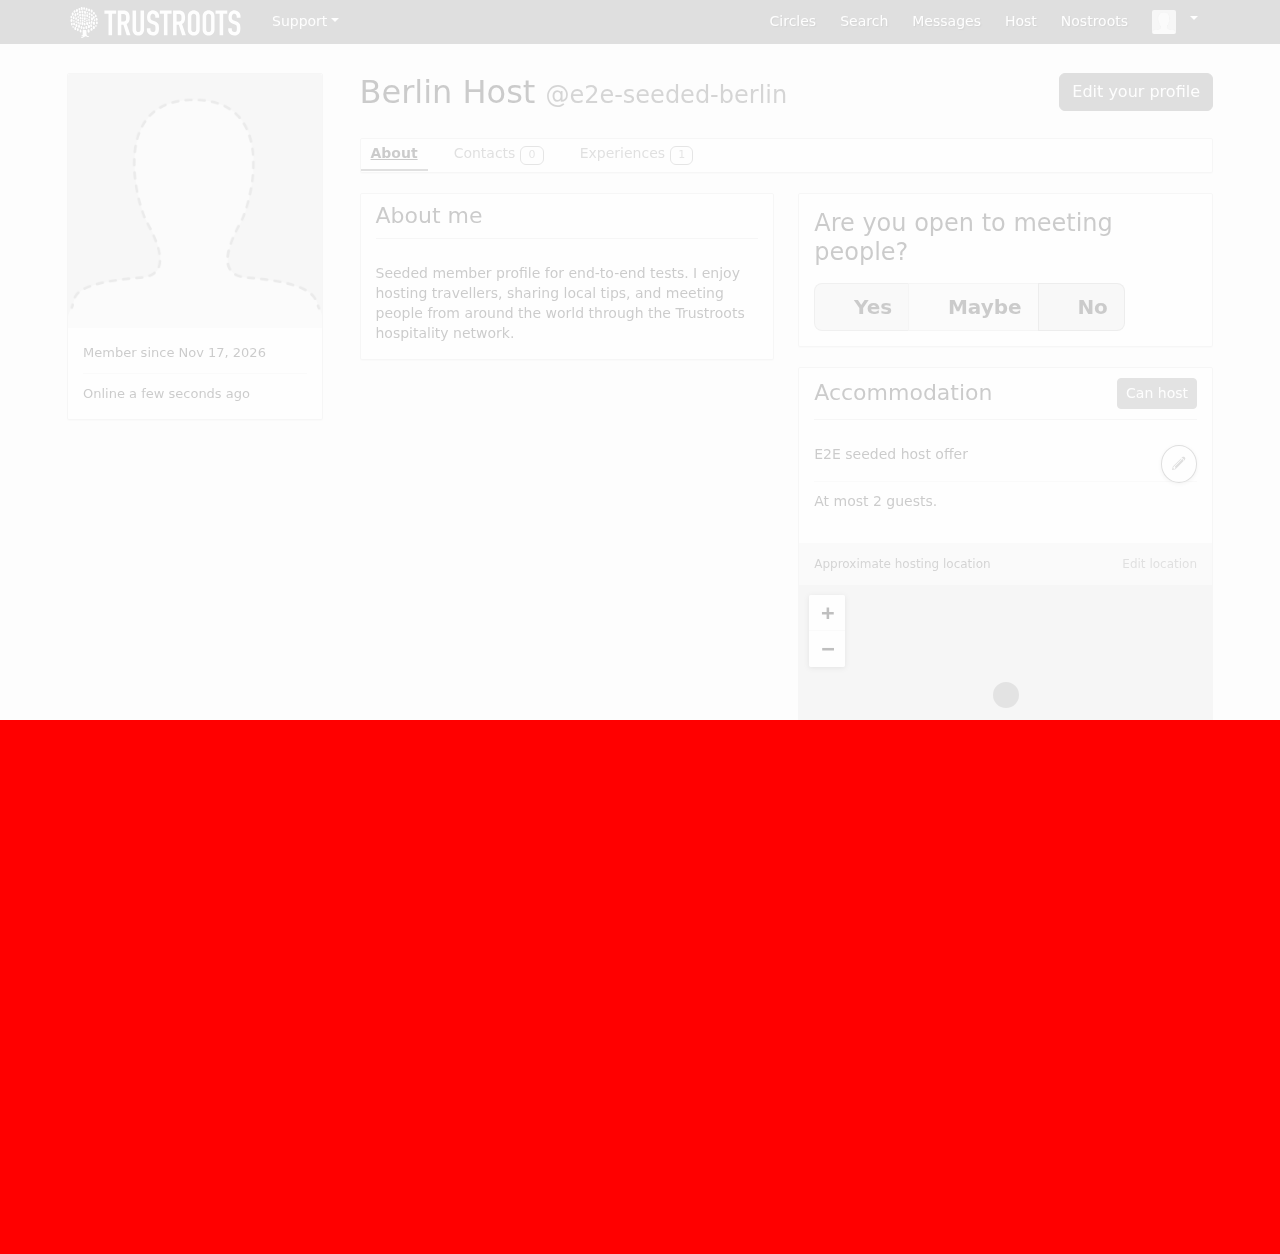 TRUSTROOTS Support Circles Search Messages Host Nostroots
Berlin Host @e2e-seeded-berlin
Edit your profile
About Contacts 0 Experiences 1
Member since Nov 17, 2026
Online a few seconds ago
About me
Seeded member profile for end-to-end tests. I enjoy
hosting travellers, sharing local tips, and meeting
people from around the world through the Trustroots
hospitality network.
Are you open to meeting
people?
Yes Maybe No
Accommodation
Can host
E2E seeded host offer
At most 2 guests.
Approximate hosting location Edit location
+
−